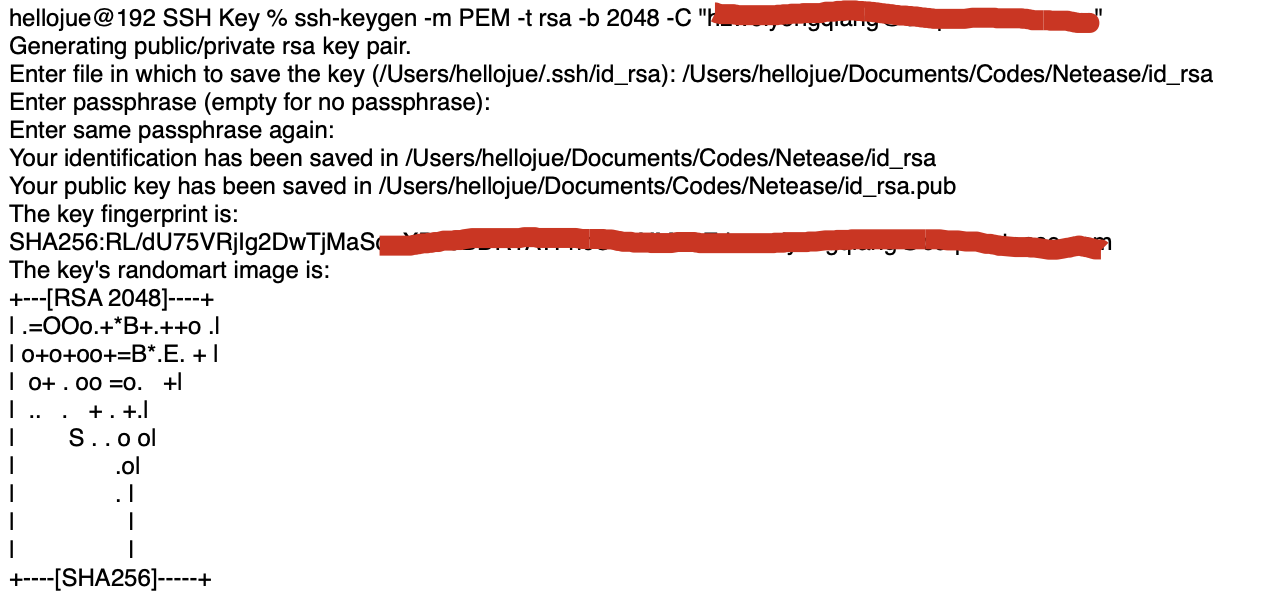 hellojue@192 SSH Key % ssh-keygen -m PEM -t rsa -b 2048 -C "
Generating public/private rsa key pair.
Enter file in which to save the key (/Users/hellojue/.ssh/id_rsa): /Users/hellojue/Documents/Codes/Netease/id_rsa
Enter passphrase (empty for no passphrase):
Enter same passphrase again:
Your identification has been saved in /Users/hellojue/Documents/Codes/Netease/id_rsa
Your public key has been saved in /Users/hellojue/Documents/Codes/Netease/id_rsa.pub
The key fingerprint is:
SHA256:RL/dU75VRjIg2DwTjMaS
The key's randomart image is:
+---[RSA 2048]----+
| .=OOo.+*B+.++o .|
| o+o+oo+=B*.E. + |
|  o+ . oo =o.   +|
|  ..   .   + . +.|
|        S . . o o|
|               .o|
|               . |
|                 |
|                 |
+----[SHA256]-----+